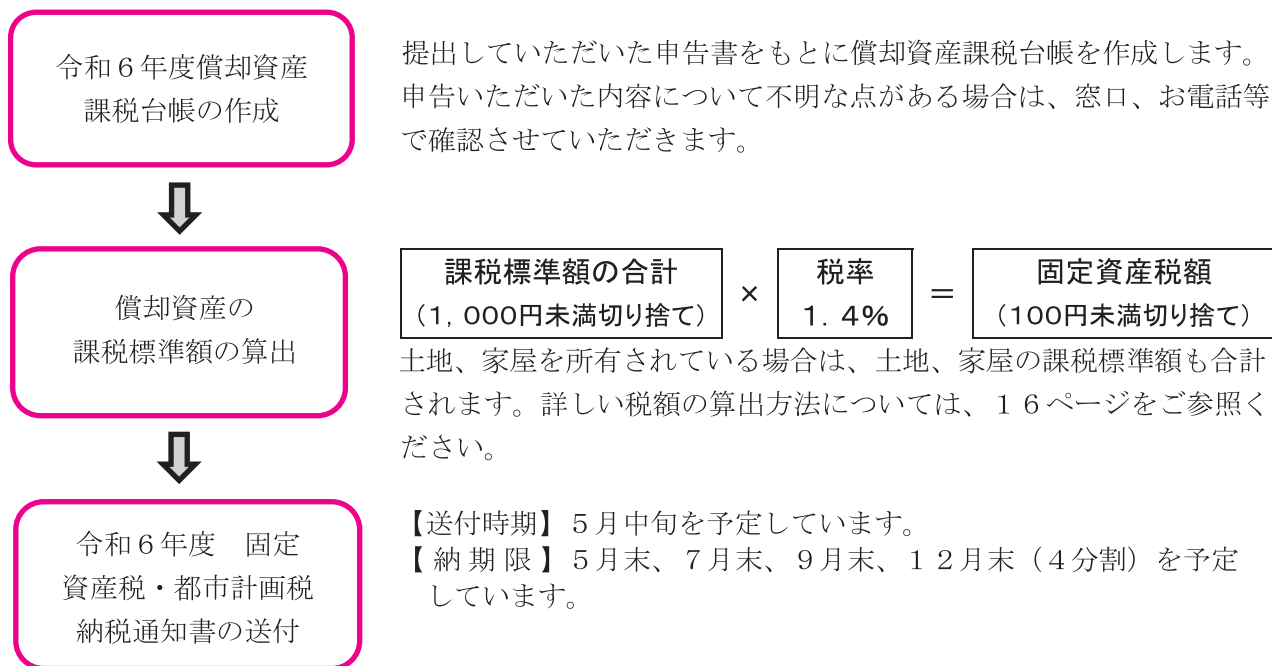 令和６年度償却資産
課税台帳の作成
提出していただいた申告書をもとに償却資産課税台帳を作成します。
申告いただいた内容について不明な点がある場合は、窓口、お電話等
で確認させていただきます。
償却資産の
課税標準額の算出
課税標準額の合計
（１，０００円未満切り捨て）
×
税率
１．４％
＝
固定資産税額
（１００円未満切り捨て）
土地、家屋を所有されている場合は、土地、家屋の課税標準額も合計
されます。詳しい税額の算出方法については、１６ページをご参照く
ださい。
令和６年度　固定
資産税・都市計画税
納税通知書の送付
【送付時期】５月中旬を予定しています。
【 納 期 限 】５月末、７月末、９月末、１２月末（４分割）を予定
しています。